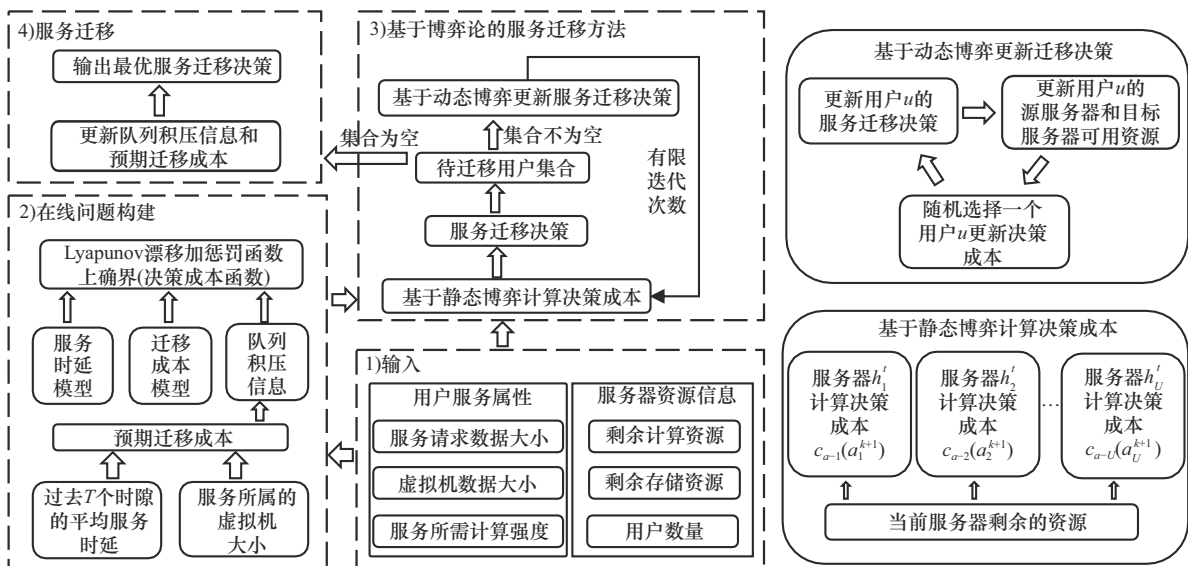 4)服务迁移
输出最优服务迁移决策
更新队列积压信息和
预期迁移成本
2)在线问题构建
Lyapunov漂移加惩罚函数
上确界(决策成本函数)
服务
时延
模型
迁移
成本
模型
队列
积压
信息
预期迁移成本
过去T个时隙
的平均服务
时延
服务所属的
虚拟机
大小
3)基于博弈论的服务迁移方法
基于动态博弈更新服务迁移决策
集合为空
集合不为空
待迁移用户集合
有限
迭代
次数
服务迁移决策
基于静态博弈计算决策成本
1)输入
用户服务属性
服务请求数据大小
虚拟机数据大小
服务所需计算强度
服务器资源信息
剩余计算资源
剩余存储资源
用户数量
基于动态博弈更新迁移决策
更新用户u的
服务迁移决策
更新用户u的
源服务器和目标
服务器可用资源
随机选择一个
用户u更新决策
成本
基于静态博弈计算决策成本
服务器h_1^t
计算决策
成本
c_{a-1}(a_1^{k+1})
服务器h_2^t
计算决策
成本
c_{a-2}(a_2^{k+1})
…
服务器h_U^t
计算决策
成本
c_{a-U}(a_U^{k+1})
当前服务器剩余的资源